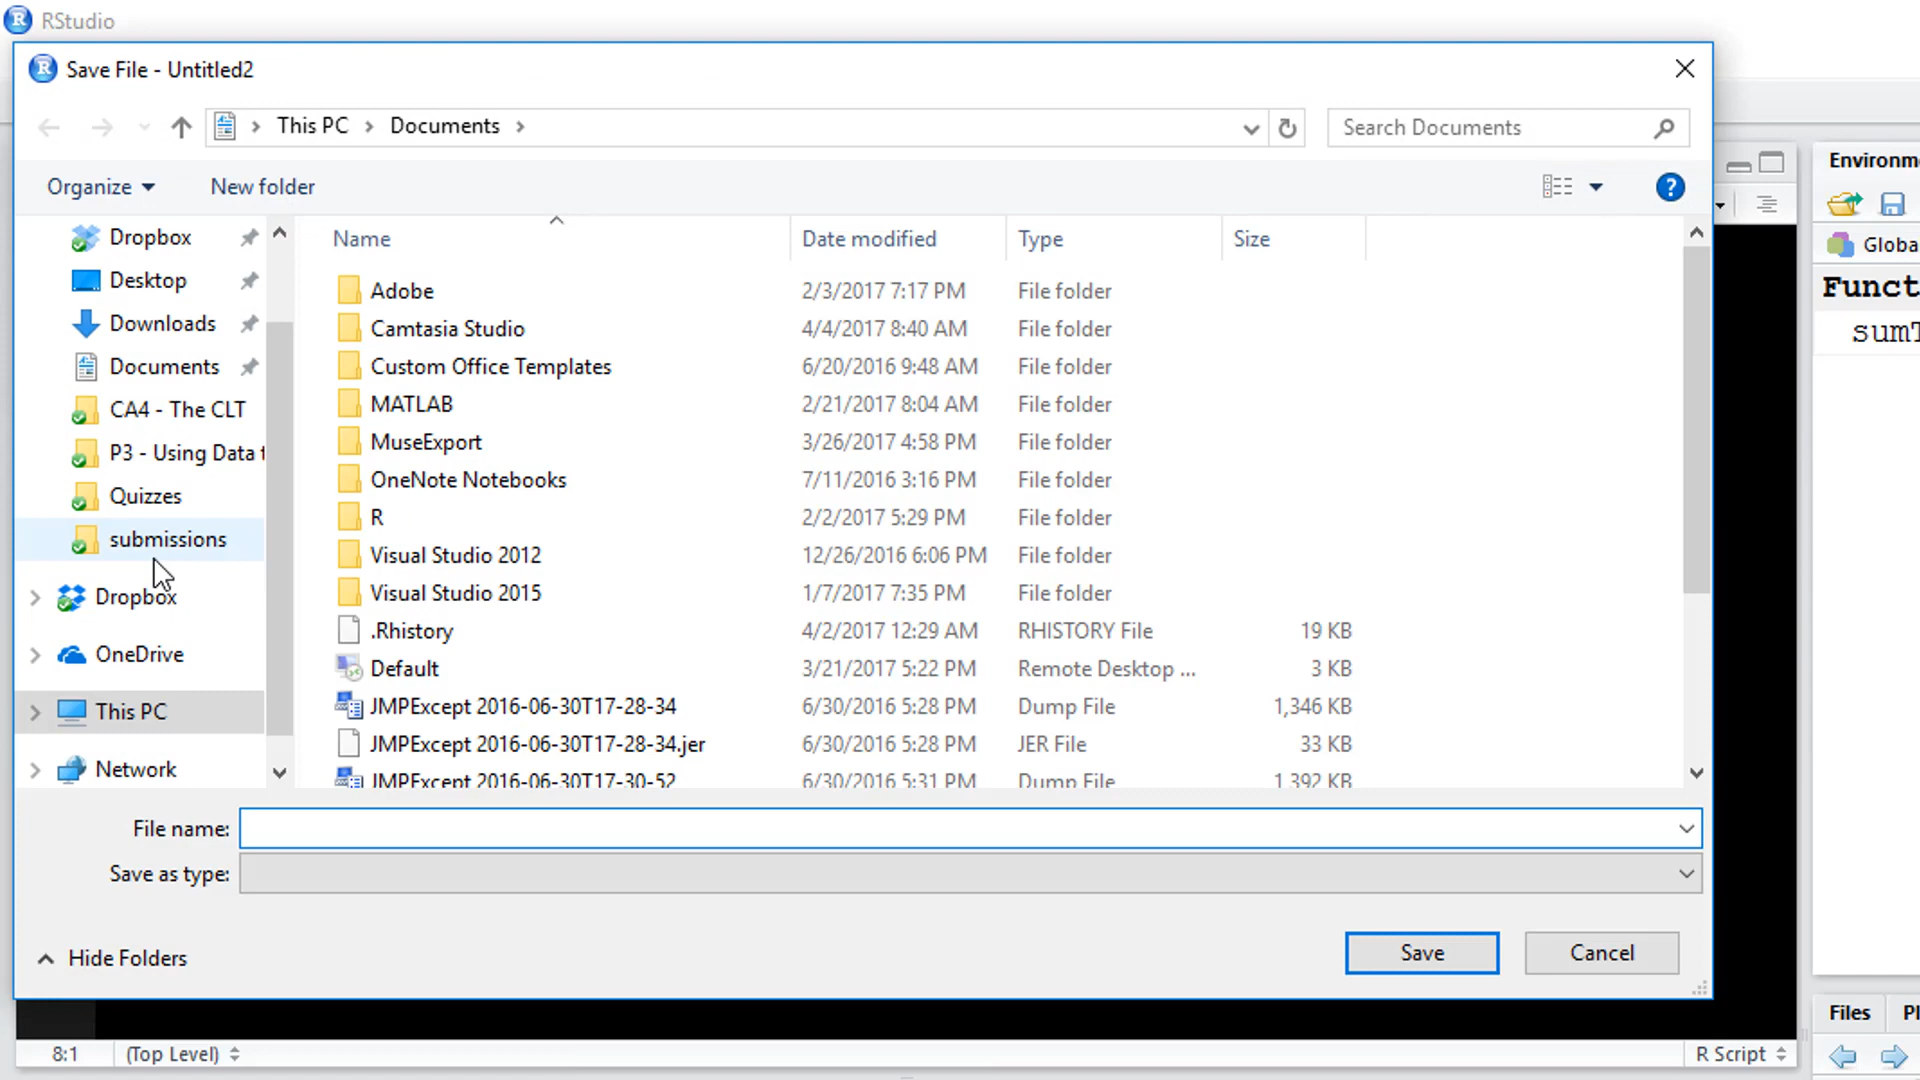 RStudio
Save File - Untitled2
This PC > Documents >
Search Documents
Organize
New folder
Name Date modified Type Size
Dropbox
Desktop
Downloads
Documents
CA4 - The CLT
P3 - Using Data t
Quizzes
submissions
Dropbox
OneDrive
This PC
Network
Adobe 2/3/2017 7:17 PM File folder
Camtasia Studio 4/4/2017 8:40 AM File folder
Custom Office Templates 6/20/2016 9:48 AM File folder
MATLAB 2/21/2017 8:04 AM File folder
MuseExport 3/26/2017 4:58 PM File folder
OneNote Notebooks 7/11/2016 3:16 PM File folder
R 2/2/2017 5:29 PM File folder
Visual Studio 2012 12/26/2016 6:06 PM File folder
Visual Studio 2015 1/7/2017 7:35 PM File folder
.Rhistory 4/2/2017 12:29 AM RHISTORY File 19 KB
Default 3/21/2017 5:22 PM Remote Desktop ... 3 KB
JMPExcept 2016-06-30T17-28-34 6/30/2016 5:28 PM Dump File 1,346 KB
JMPExcept 2016-06-30T17-28-34.jer 6/30/2016 5:28 PM JER File 33 KB
JMPExcept 2016-06-30T17-30-52 6/30/2016 5:31 PM Dump File 1,392 KB
File name:
Save as type:
Hide Folders
Save
Cancel
Environm
Globa
Funct
sumT
8:1 (Top Level)
R Script
Files Pl